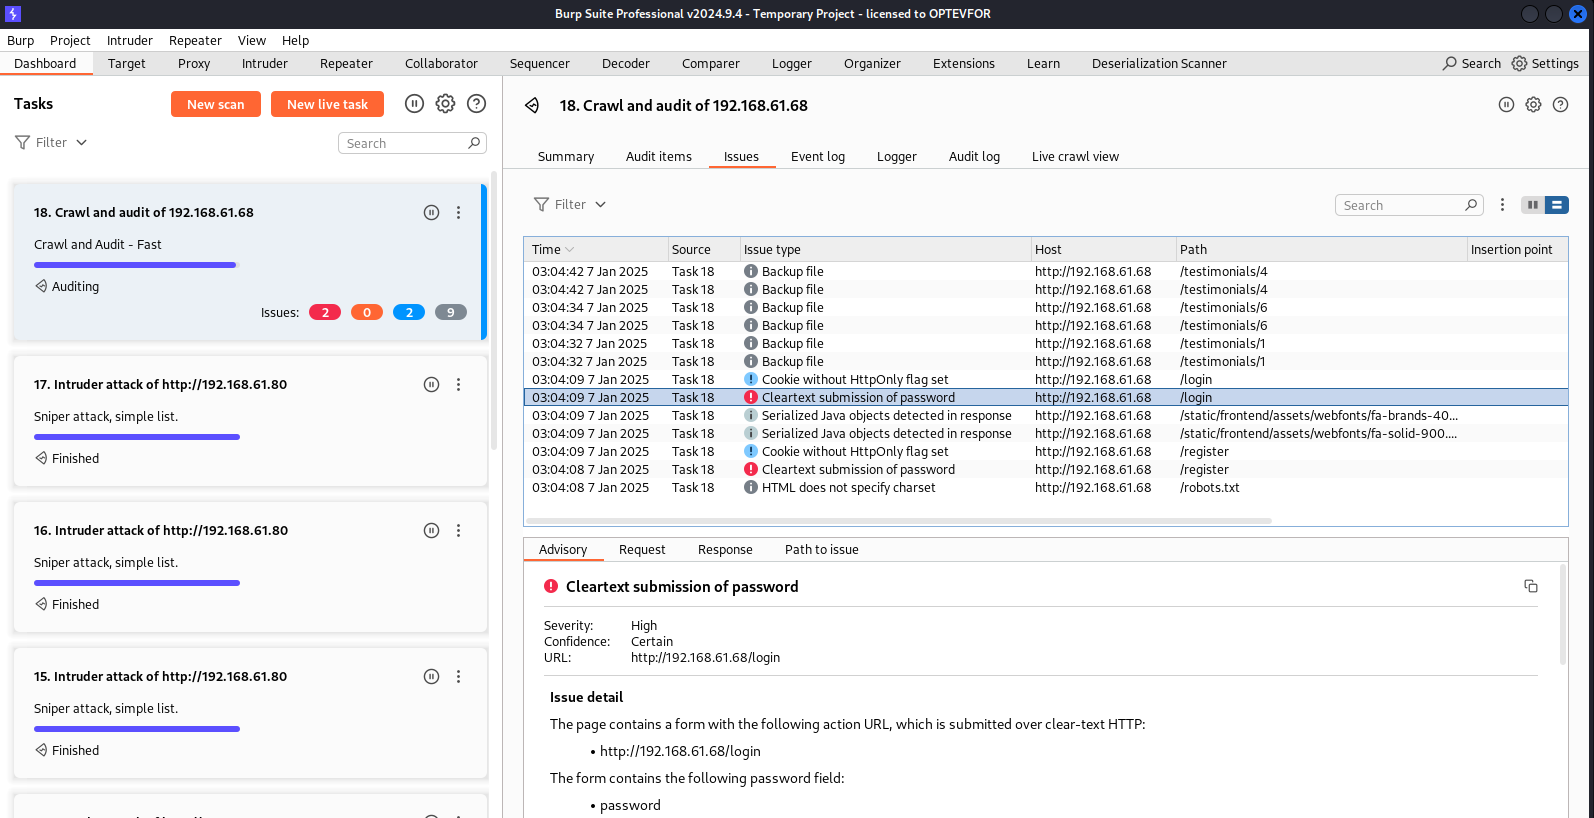 Burp Suite Professional v2024.9.4 - Temporary Project - licensed to OPTEVFOR
Burp Project Intruder Repeater View Help
Dashboard Target Proxy Intruder Repeater Collaborator Sequencer Decoder Comparer Logger Organizer Extensions Learn Deserialization Scanner Search Settings
Tasks New scan New live task
Filter Search
18. Crawl and audit of 192.168.61.68
Crawl and Audit - Fast
Auditing
Issues: 2 0 2 9
17. Intruder attack of http://192.168.61.80
Sniper attack, simple list.
Finished
16. Intruder attack of http://192.168.61.80
Sniper attack, simple list.
Finished
15. Intruder attack of http://192.168.61.80
Sniper attack, simple list.
Finished
18. Crawl and audit of 192.168.61.68
Summary Audit items Issues Event log Logger Audit log Live crawl view
Filter Search
Time Source Issue type Host Path Insertion point
03:04:42 7 Jan 2025 Task 18 Backup file http://192.168.61.68 /testimonials/4
03:04:42 7 Jan 2025 Task 18 Backup file http://192.168.61.68 /testimonials/4
03:04:34 7 Jan 2025 Task 18 Backup file http://192.168.61.68 /testimonials/6
03:04:34 7 Jan 2025 Task 18 Backup file http://192.168.61.68 /testimonials/6
03:04:32 7 Jan 2025 Task 18 Backup file http://192.168.61.68 /testimonials/1
03:04:32 7 Jan 2025 Task 18 Backup file http://192.168.61.68 /testimonials/1
03:04:09 7 Jan 2025 Task 18 Cookie without HttpOnly flag set http://192.168.61.68 /login
03:04:09 7 Jan 2025 Task 18 Cleartext submission of password http://192.168.61.68 /login
03:04:09 7 Jan 2025 Task 18 Serialized Java objects detected in response http://192.168.61.68 /static/frontend/assets/webfonts/fa-brands-40...
03:04:09 7 Jan 2025 Task 18 Serialized Java objects detected in response http://192.168.61.68 /static/frontend/assets/webfonts/fa-solid-900....
03:04:09 7 Jan 2025 Task 18 Cookie without HttpOnly flag set http://192.168.61.68 /register
03:04:08 7 Jan 2025 Task 18 Cleartext submission of password http://192.168.61.68 /register
03:04:08 7 Jan 2025 Task 18 HTML does not specify charset http://192.168.61.68 /robots.txt
Advisory Request Response Path to issue
Cleartext submission of password
Severity: High
Confidence: Certain
URL: http://192.168.61.68/login
Issue detail
The page contains a form with the following action URL, which is submitted over clear-text HTTP:
• http://192.168.61.68/login
The form contains the following password field:
• password